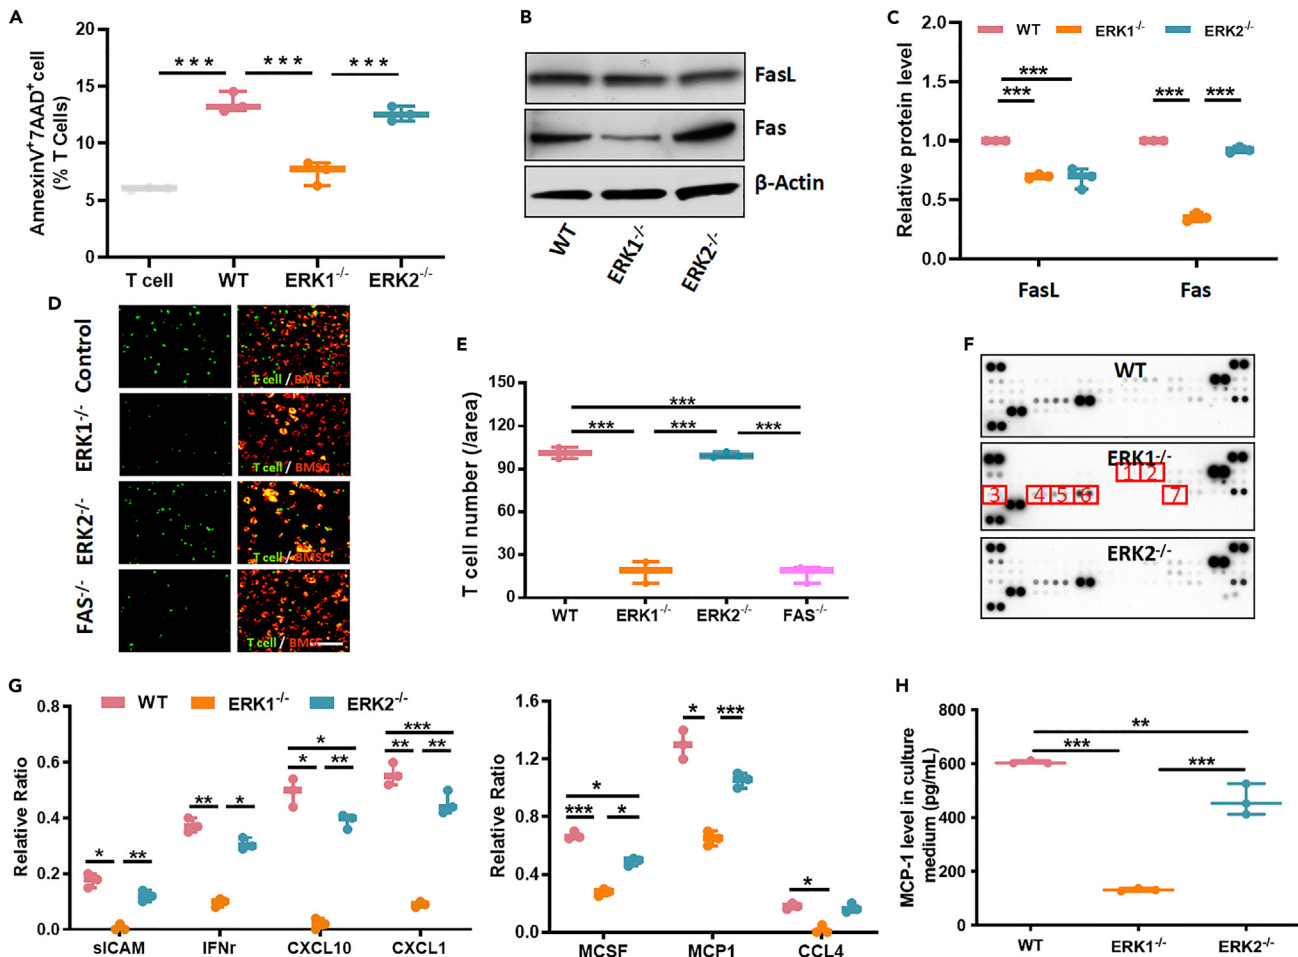 A
AnnexinV⁺7AAD⁺cell
(% T Cells)
20
15
10
5
0
***
***
***
T cell
WT
ERK1⁻/⁻
ERK2⁻/⁻
B
FasL
Fas
β-Actin
WT
ERK1⁻/⁻
ERK2⁻/⁻
C
WT
ERK1⁻/⁻
ERK2⁻/⁻
Relative protein level
2.0
1.5
1.0
0.5
0.0
***
***
***
***
FasL
Fas
D
Control
T cell / BMSC
ERK1⁻/⁻
T cell / BMSC
ERK2⁻/⁻
T cell / BMSC
FAS⁻/⁻
T cell / BMSC
E
T cell number (/area)
150
120
90
60
30
0
***
***
***
***
WT
ERK1⁻/⁻
ERK2⁻/⁻
FAS⁻/⁻
F
WT
ERK1⁻/⁻
1
2
3
4
5
6
7
ERK2⁻/⁻
G
WT
ERK1⁻/⁻
ERK2⁻/⁻
Relative Ratio
0.8
0.6
0.4
0.2
0.0
*
**
**
*
*
*
**
***
**
**
sICAM
IFNr
CXCL10
CXCL1
Relative Ratio
1.6
1.2
0.8
0.4
0.0
*
***
*
*
***
*
MCSF
MCP1
CCL4
H
MCP-1 level in culture
medium (pg/mL)
800
600
400
200
0
**
***
***
WT
ERK1⁻/⁻
ERK2⁻/⁻